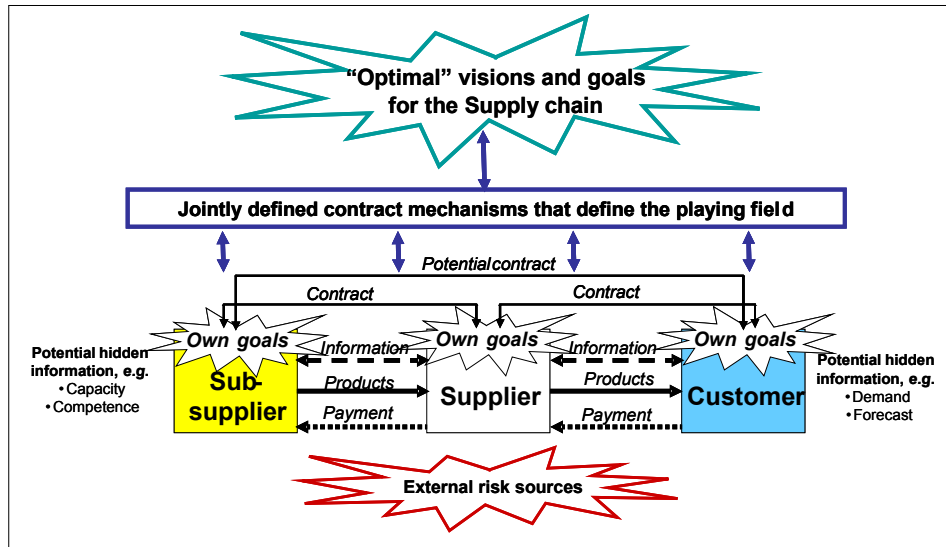 "Optimal" visions and goals
for the Supply chain
Jointly defined contract mechanisms that define the playing field
Potential contract
Contract
Contract
Own goals
Own goals
Own goals
Potential hidden
information, e.g.
• Capacity
• Competence
Information
Information
Potential hidden
information, e.g.
• Demand
• Forecast
Sub-
supplier
Products
Supplier
Products
Customer
Payment
Payment
External risk sources